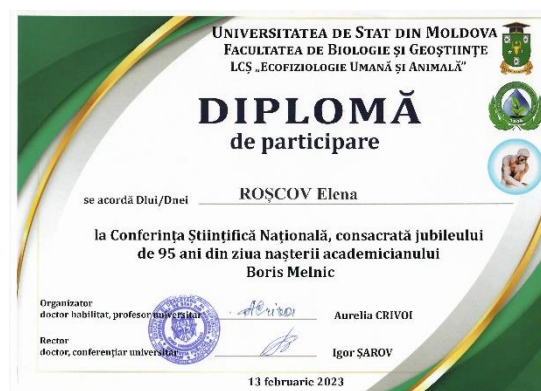 UNIVERSITATEA DE STAT DIN MOLDOVA
FACULTATEA DE BIOLOGIE ȘI GEOȘTIINȚE
LCȘ „ECOFIZIOLOGIE UMANĂ ȘI ANIMALĂ”
DIPLOMĂ
de participare
se acordă Dlui/Dnei ROȘCOV Elena
la Conferința Științifică Națională, consacrată jubileului
de 95 ani din ziua nașterii academicianului
Boris Melnic
Organizator
doctor habilitat, profesor universitar Aurelia CRIVOI
Rector
doctor, conferențiar universitar Igor ȘAROV
13 februarie 2023